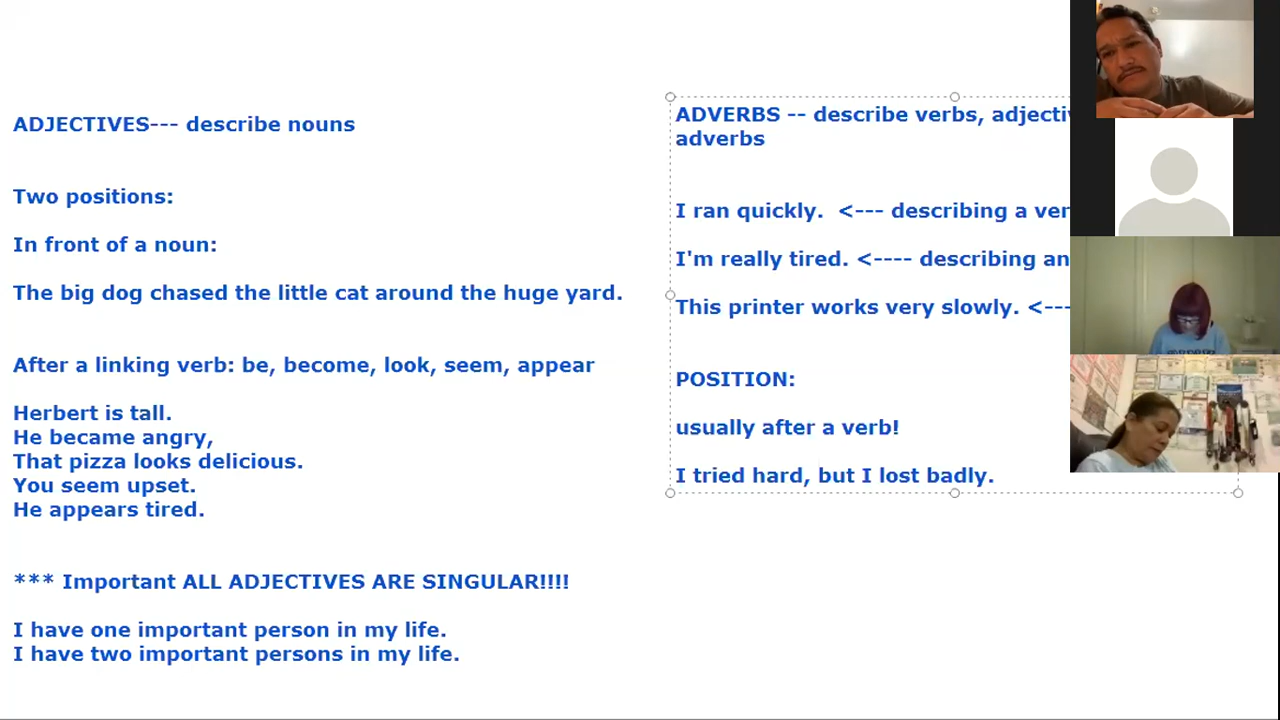 ADJECTIVES--- describe nouns
Two positions:
In front of a noun:
The big dog chased the little cat around the huge yard.
After a linking verb: be, become, look, seem, appear
Herbert is tall.
He became angry,
That pizza looks delicious.
You seem upset.
He appears tired.
*** Important ALL ADJECTIVES ARE SINGULAR!!!!
I have one important person in my life.
I have two important persons in my life.
ADVERBS -- describe verbs,
adverbs
I ran quickly.  <--- describing a
I'm really tired. <---- describing an
This printer works very slowly. <---
POSITION:
usually after a verb!
I tried hard, but I lost badly.